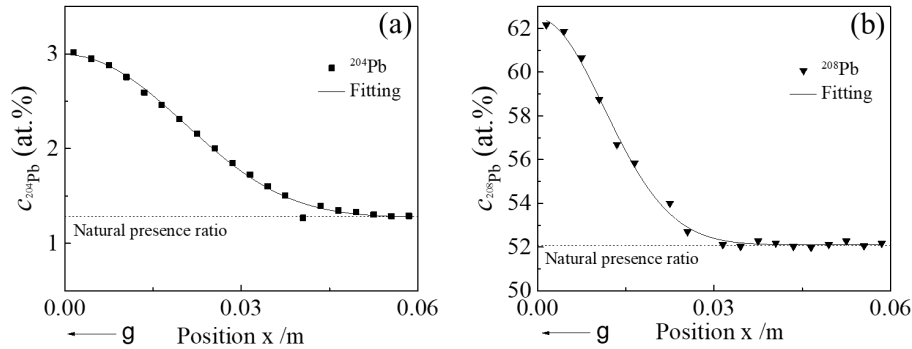 (a)
3
2
1
c204Pb (at.%)
204Pb
Fitting
Natural presence ratio
0.00
0.03
0.06
g
Position x /m
(b)
62
60
58
56
54
52
50
c208Pb (at.%)
208Pb
Fitting
Natural presence ratio
0.00
0.03
0.06
g
Position x /m